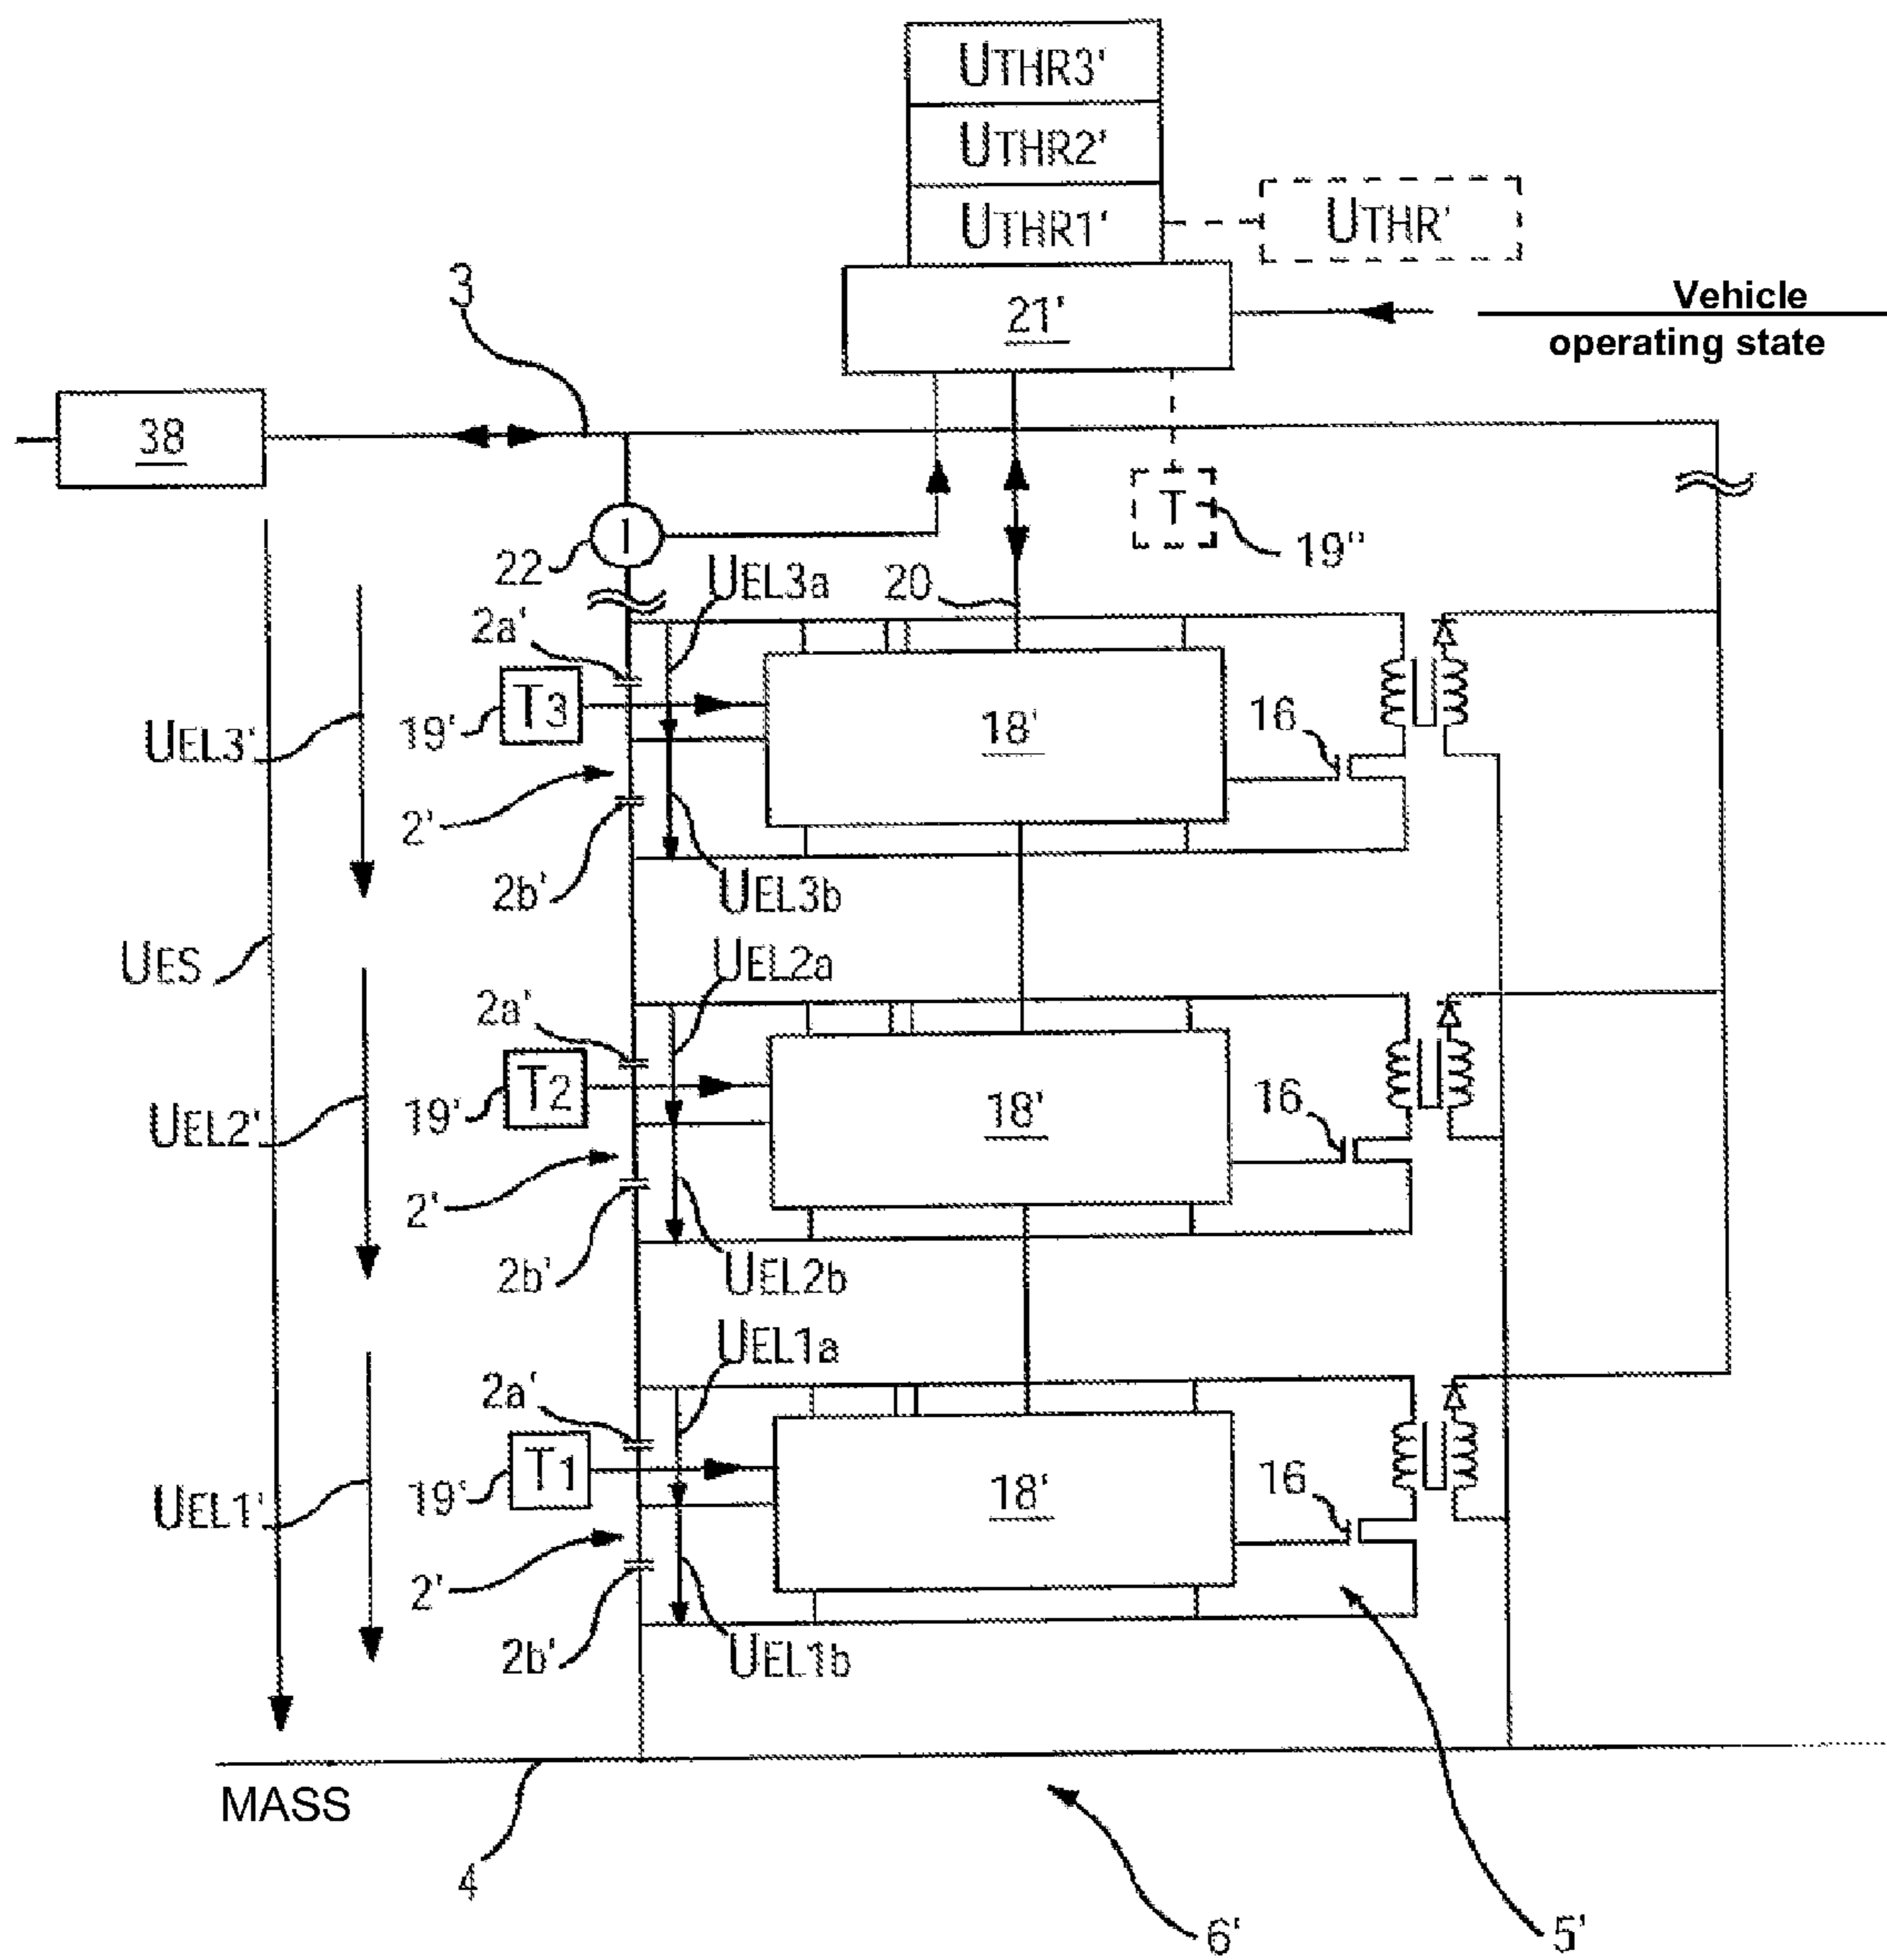 UTHR3'
UTHR2'
UTHR1'
UTHR'
21'
Vehicle
operating state
3
38
T
19"
22
I
UEL3a
20
2a'
T3
19'
18'
16
UEL3'
2'
2b'
UEL3b
UES
UEL2a
2a'
T2
19'
18'
16
UEL2'
2'
2b'
UEL2b
UEL1a
2a'
T1
19'
18'
16
UEL1'
2'
2b'
UEL1b
MASS
4
6'
5'